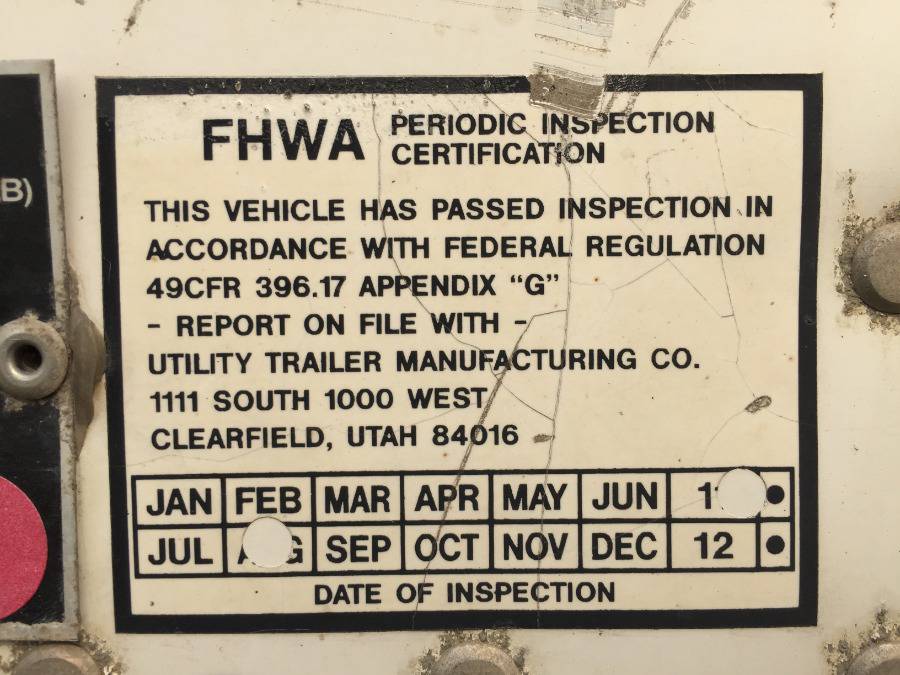 B)
FHWA PERIODIC INSPECTION
CERTIFICATION
THIS VEHICLE HAS PASSED INSPECTION IN
ACCORDANCE WITH FEDERAL REGULATION
49CFR 396.17 APPENDIX “G”
- REPORT ON FILE WITH -
UTILITY TRAILER MANUFACTURING CO.
1111 SOUTH 1000 WEST
CLEARFIELD, UTAH 84016
JAN FEB MAR APR MAY JUN
JUL SEP OCT NOV DEC 12
DATE OF INSPECTION